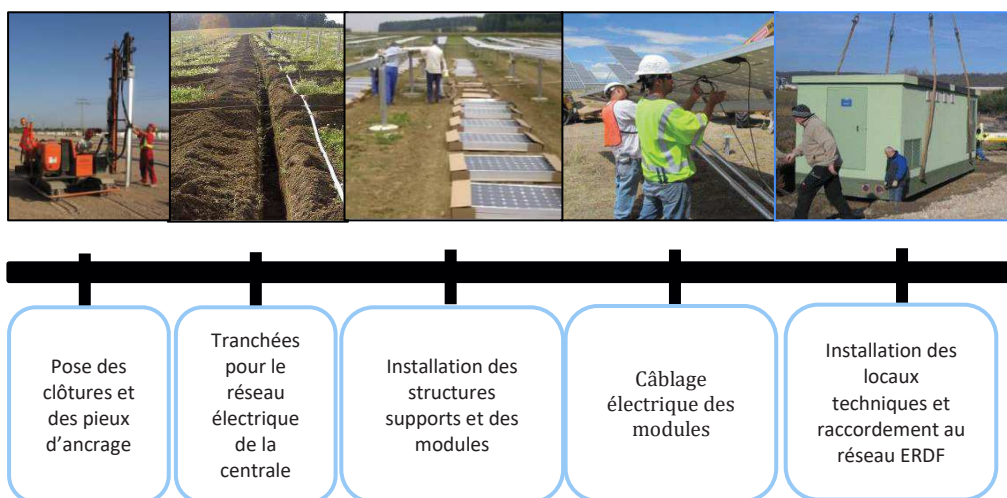 Pose des
clôtures et
des pieux
d’ancrage
Tranchées
pour le
réseau
électrique
de la
centrale
Installation des
structures
supports et des
modules
Câblage
électrique des
modules
Installation des
locaux
techniques et
raccordement au
réseau ERDF